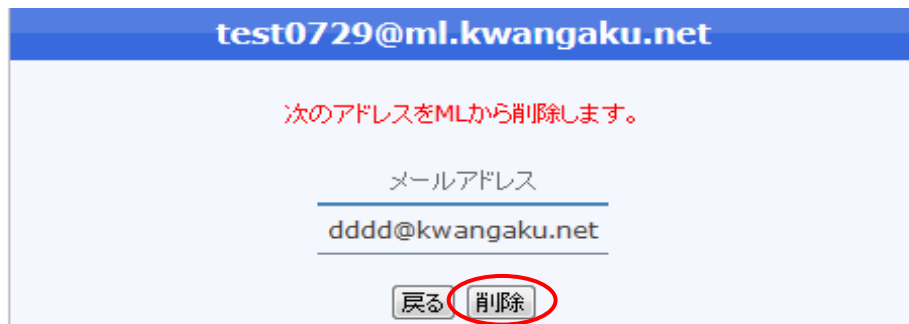 test0729@ml.kwangaku.net
次のアドレスをMLから削除します。
メールアドレス
dddd@kwangaku.net
戻る 削除